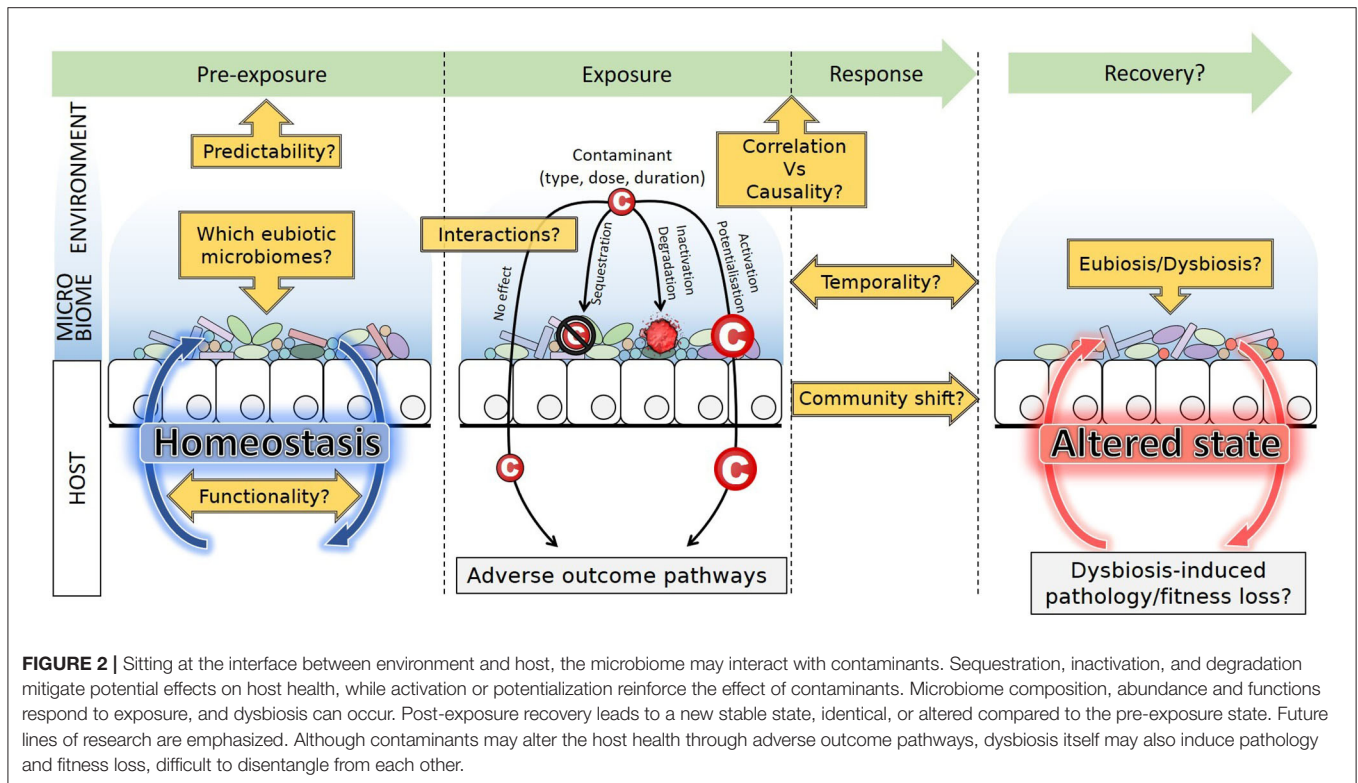 Pre-exposure
Exposure
Response
Recovery?
ENVIRONMENT
MICRO
BIOME
HOST
Predictability?
Which eubiotic
microbiomes?
Homeostasis
Functionality?
Contaminant
(type, dose, duration)
C
Interactions?
No effect
Sequestration
Inactivation
Degradation
Activation
Potentialisation
C
C
C
C
Adverse outcome pathways
Correlation
Vs
Causality?
Temporality?
Community shift?
Eubiosis/Dysbiosis?
Altered state
Dysbiosis-induced
pathology/fitness loss?
FIGURE 2 | Sitting at the interface between environment and host, the microbiome may interact with contaminants. Sequestration, inactivation, and degradation
mitigate potential effects on host health, while activation or potentialization reinforce the effect of contaminants. Microbiome composition, abundance and functions
respond to exposure, and dysbiosis can occur. Post-exposure recovery leads to a new stable state, identical, or altered compared to the pre-exposure state. Future
lines of research are emphasized. Although contaminants may alter the host health through adverse outcome pathways, dysbiosis itself may also induce pathology
and fitness loss, difficult to disentangle from each other.